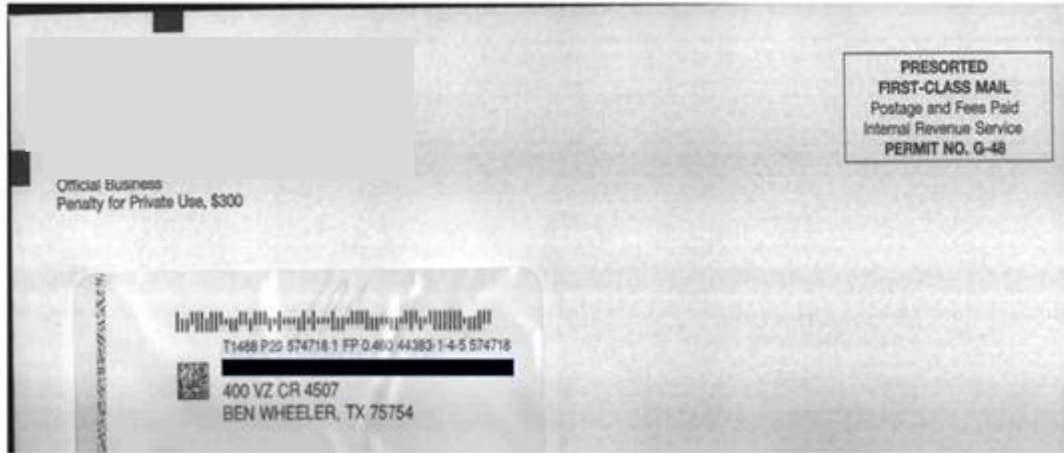 PRESORTED
FIRST-CLASS MAIL
Postage and Fees Paid
Internal Revenue Service
PERMIT NO. G-48
Official Business
Penalty for Private Use, $300
T1488 P20 574718 1 FP 0.460 44383-1-4-5 574718
400 VZ CR 4507
BEN WHEELER, TX 75754